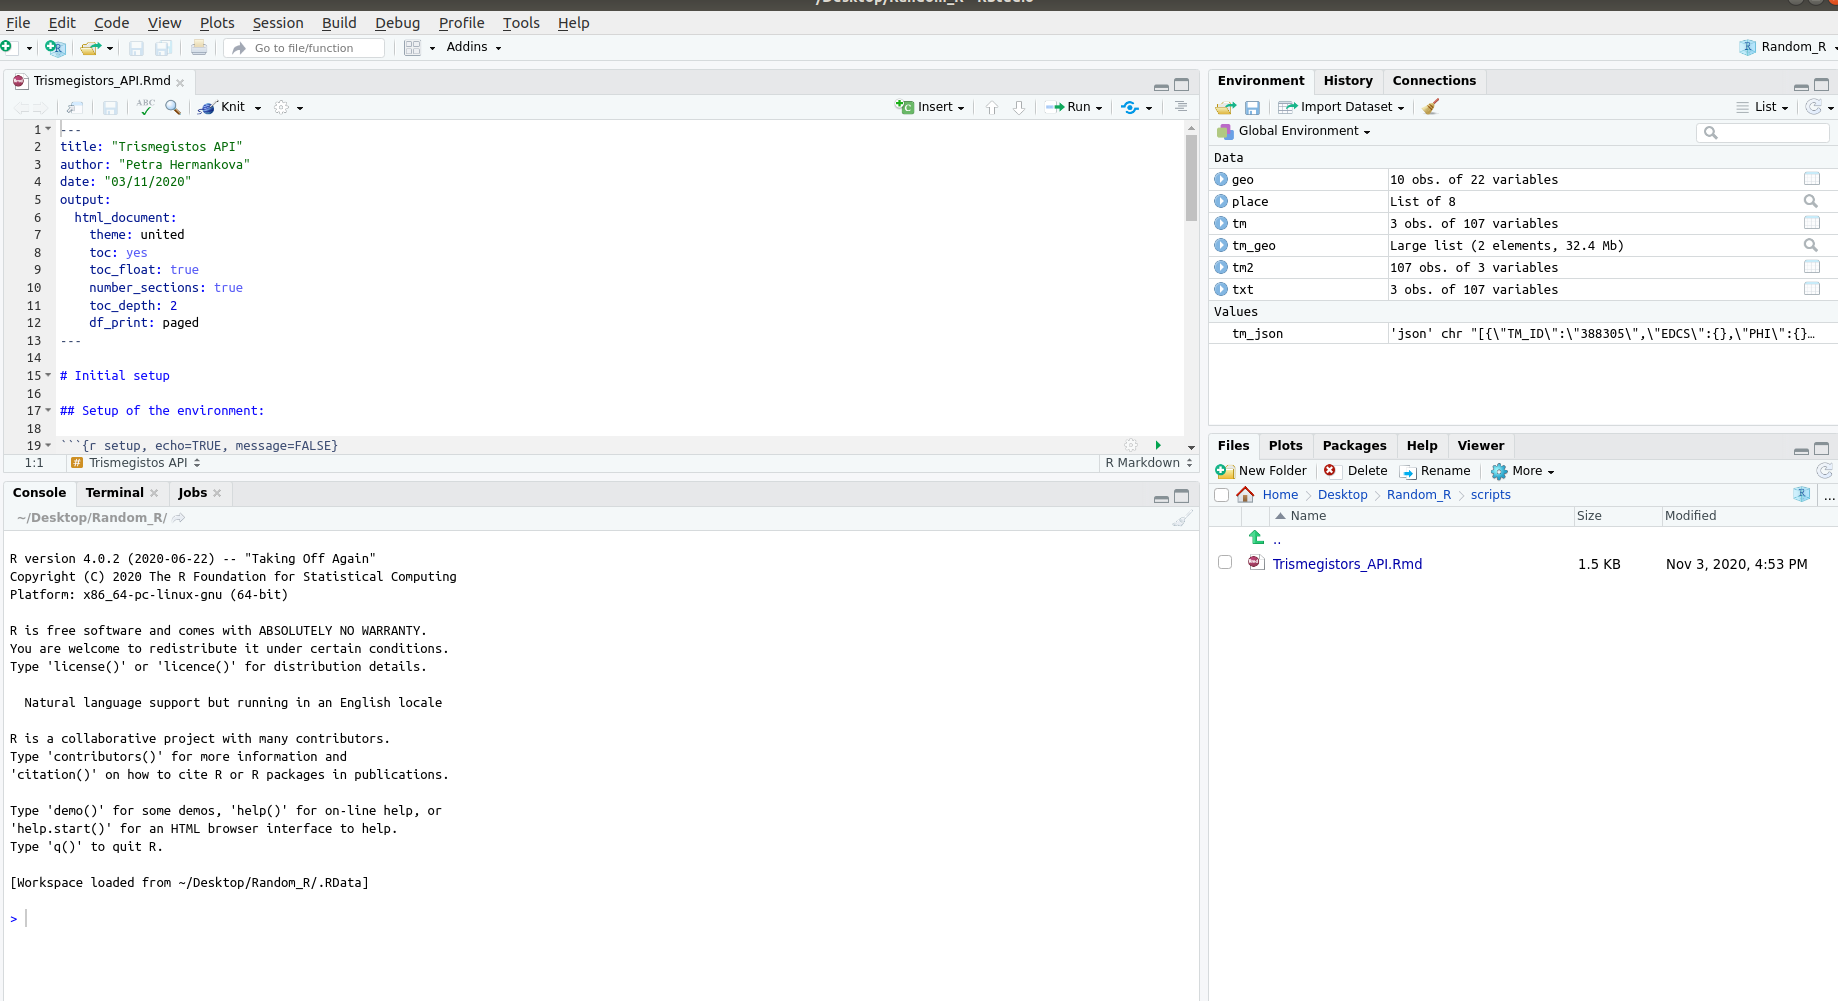 File Edit Code View Plots Session Build Debug Profile Tools Help
Go to file/function Addins Random_R
Trismegistors_API.Rmd
ABC Knit Insert Run
1 ---
2 title: "Trismegistos API"
3 author: "Petra Hermankova"
4 date: "03/11/2020"
5 output:
6 html_document:
7 theme: united
8 toc: yes
9 toc_float: true
10 number_sections: true
11 toc_depth: 2
12 df_print: paged
13 ---
14
15 # Initial setup
16
17 ## Setup of the environment:
18
19 ```{r setup, echo=TRUE, message=FALSE}
1:1 # Trismegistos API R Markdown
Console Terminal Jobs
~/Desktop/Random_R/
R version 4.0.2 (2020-06-22) -- "Taking Off Again"
Copyright (C) 2020 The R Foundation for Statistical Computing
Platform: x86_64-pc-linux-gnu (64-bit)
R is free software and comes with ABSOLUTELY NO WARRANTY.
You are welcome to redistribute it under certain conditions.
Type 'license()' or 'licence()' for distribution details.
Natural language support but running in an English locale
R is a collaborative project with many contributors.
Type 'contributors()' for more information and
'citation()' on how to cite R or R packages in publications.
Type 'demo()' for some demos, 'help()' for on-line help, or
'help.start()' for an HTML browser interface to help.
Type 'q()' to quit R.
[Workspace loaded from ~/Desktop/Random_R/.RData]
>
Environment History Connections
Import Dataset List
Global Environment
Data
geo 10 obs. of 22 variables
place List of 8
tm 3 obs. of 107 variables
tm_geo Large list (2 elements, 32.4 Mb)
tm2 107 obs. of 3 variables
txt 3 obs. of 107 variables
Values
tm_json 'json' chr "[{\"TM_ID\":\"388305\",\"EDCS\":{},\"PHI\":{}…
Files Plots Packages Help Viewer
New Folder Delete Rename More
Home Desktop Random_R scripts ...
Name Size Modified
..
Trismegistors_API.Rmd 1.5 KB Nov 3, 2020, 4:53 PM